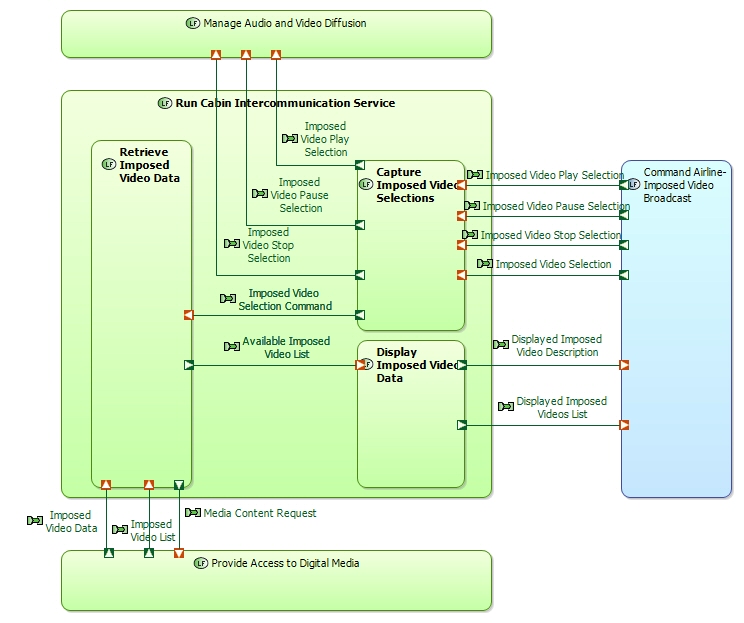 LF Manage Audio and Video Diffusion
LF Run Cabin Intercommunication Service
LF Retrieve
Imposed
Video Data
Imposed
Video Play
Selection
Imposed
Video Pause
Selection
Imposed
Video Stop
Selection
Imposed Video
Selection Command
Available Imposed
Video List
LF Capture
Imposed Video
Selections
LF Display
Imposed Video
Data
Imposed Video Play Selection
Imposed Video Pause Selection
Imposed Video Stop Selection
Imposed Video Selection
Displayed Imposed
Video Description
Displayed Imposed
Videos List
LF Command Airline-
Imposed Video
Broadcast
Imposed
Video Data
Imposed
Video List
Media Content Request
LF Provide Access to Digital Media